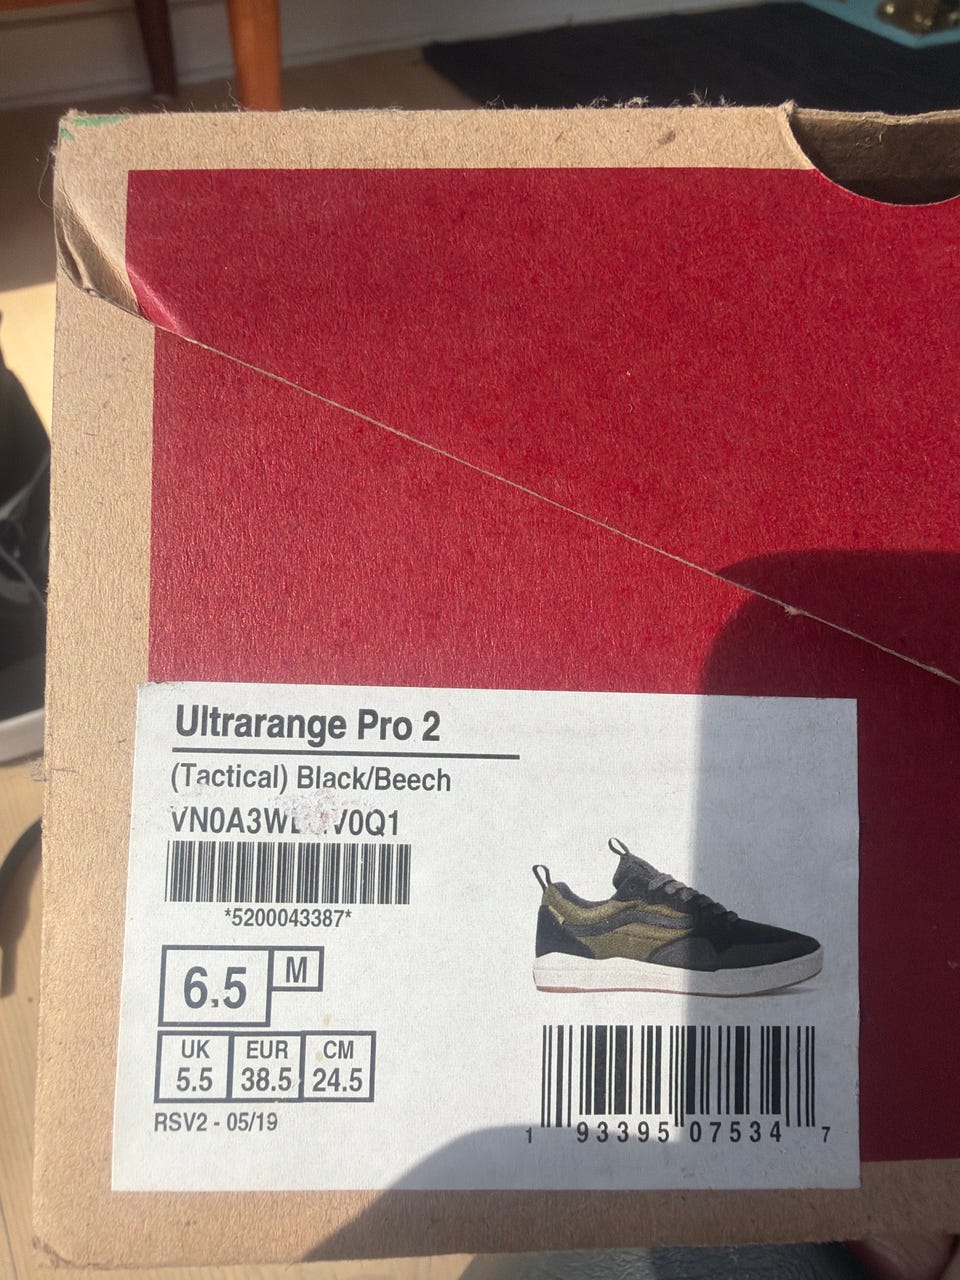 Ultrarange Pro 2
(Tactical) Black/Beech
*5200043387*
6.5 M
UK EUR CM
5.5 38.5 24.5
RSV2 - 05/19
1 93395 07534 7